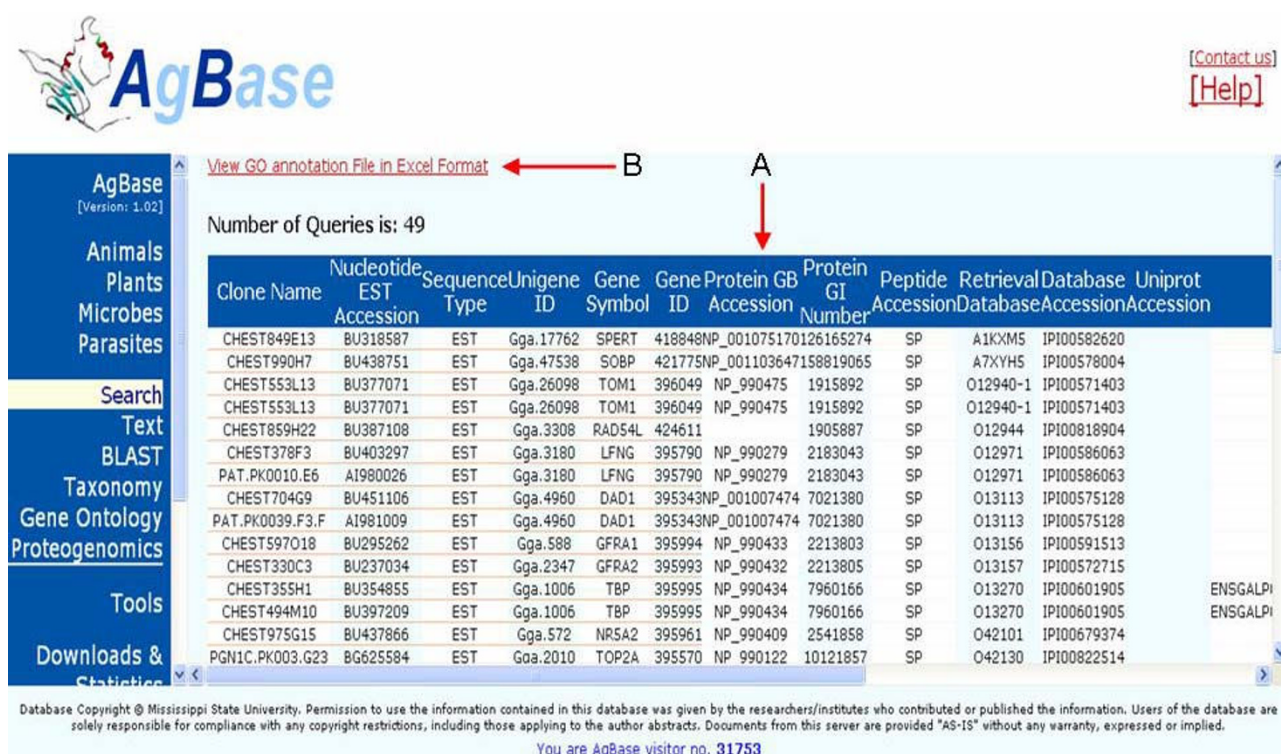 AgBase
[Contact us]
[Help]
AgBase
[Version: 1.02]
Animals
Plants
Microbes
Parasites
Search
Text
BLAST
Taxonomy
Gene Ontology
Proteogenomics
Tools
Downloads &
Statistics
View GO annotation File in Excel Format
B
A
Number of Queries is: 49
Clone Name Nucleotide EST Accession Sequence Type Unigene ID Gene Symbol Gene ID Protein GB Accession Protein GI Number Peptide Accession Retrieval Database Database Accession Uniprot Accession
CHEST849E13 BU318587 EST Gga.17762 SPERT 418848 NP_001075170 126165274 SP A1KXM5 IPI00582620
CHEST990H7 BU438751 EST Gga.47538 SOBP 421775 NP_001103647 158819065 SP A7XYH5 IPI00578004
CHEST553L13 BU377071 EST Gga.26098 TOM1 396049 NP_990475 1915892 SP O12940-1 IPI00571403
CHEST553L13 BU377071 EST Gga.26098 TOM1 396049 NP_990475 1915892 SP O12940-1 IPI00571403
CHEST859H22 BU387108 EST Gga.3308 RAD54L 424611 1905887 SP O12944 IPI00818904
CHEST378F3 BU403297 EST Gga.3180 LFNG 395790 NP_990279 2183043 SP O12971 IPI00586063
PAT.PK0010.E6 AI980026 EST Gga.3180 LFNG 395790 NP_990279 2183043 SP O12971 IPI00586063
CHEST704G9 BU451106 EST Gga.4960 DAD1 395343 NP_001007474 7021380 SP O13113 IPI00575128
PAT.PK0039.F3.F AI981009 EST Gga.4960 DAD1 395343 NP_001007474 7021380 SP O13113 IPI00575128
CHEST597O18 BU295262 EST Gga.588 GFRA1 395994 NP_990433 2213803 SP O13156 IPI00591513
CHEST330C3 BU237034 EST Gga.2347 GFRA2 395993 NP_990432 2213805 SP O13157 IPI00572715
CHEST355H1 BU354855 EST Gga.1006 TBP 395995 NP_990434 7960166 SP O13270 IPI00601905 ENSGALP
CHEST494M10 BU397209 EST Gga.1006 TBP 395995 NP_990434 7960166 SP O13270 IPI00601905 ENSGALP
CHEST975G15 BU437866 EST Gga.572 NR5A2 395961 NP_990409 2541858 SP O42101 IPI00679374
PGN1C.PK003.G23 BG625584 EST Gga.2010 TOP2A 395570 NP_990122 10121857 SP O42130 IPI00822514
Database Copyright @ Mississippi State University. Permission to use the information contained in this database was given by the researchers/institutes who contributed or published the information. Users of the database are
solely responsible for compliance with any copyright restrictions, including those applying to the author abstracts. Documents from this server are provided "AS-IS" without any warranty, expressed or implied.
You are AgBase visitor no. 31753